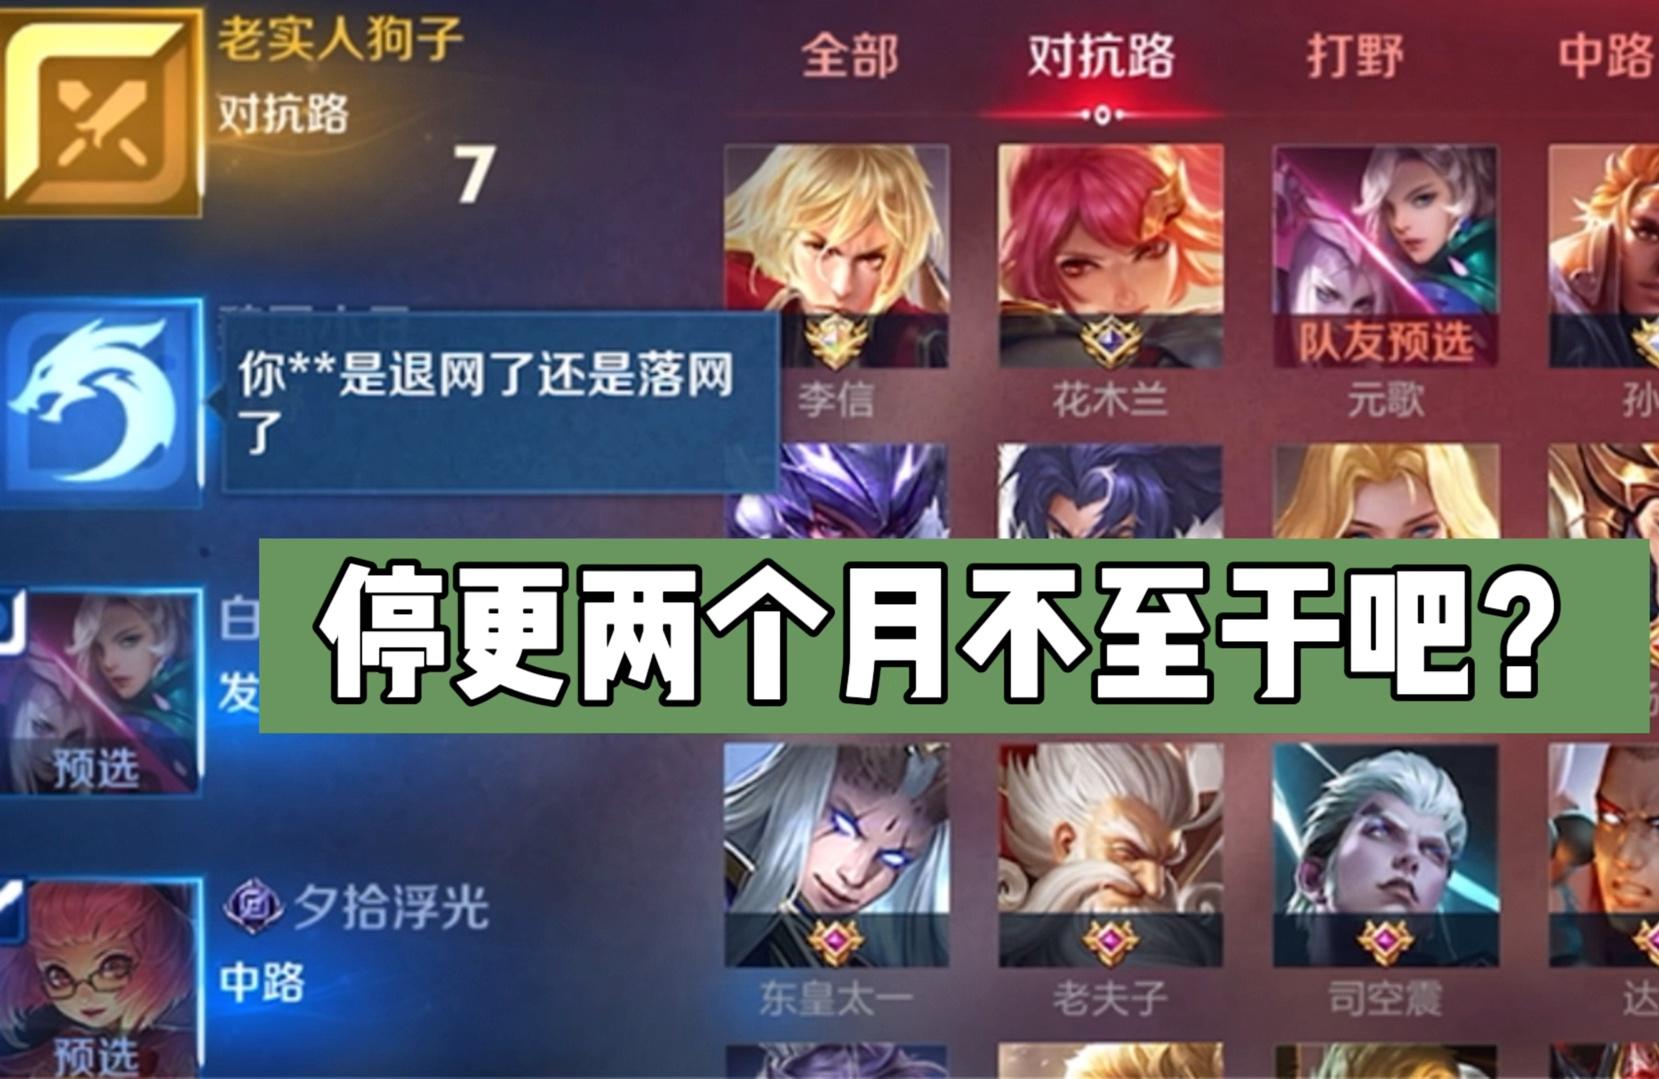 老实人狗子
对抗路
7
全部
对抗路
打野
中路
你**是退网了还是落网
了
队友预选
李信
花木兰
元歌
孙
停更两个月不至于吧?
白
发
预选
夕拾浮光
中路
预选
东皇太一
老夫子
司空震
达